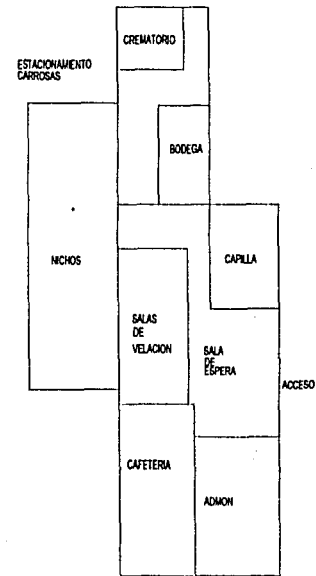 CREMATORIO
ESTACIONAMIENTO
CARROSAS
BODEGA
NICHOS
CAPILLA
SALAS
DE
VELACION
SALA
DE
ESPERA
ACCESO
CAFETERIA
ADMON